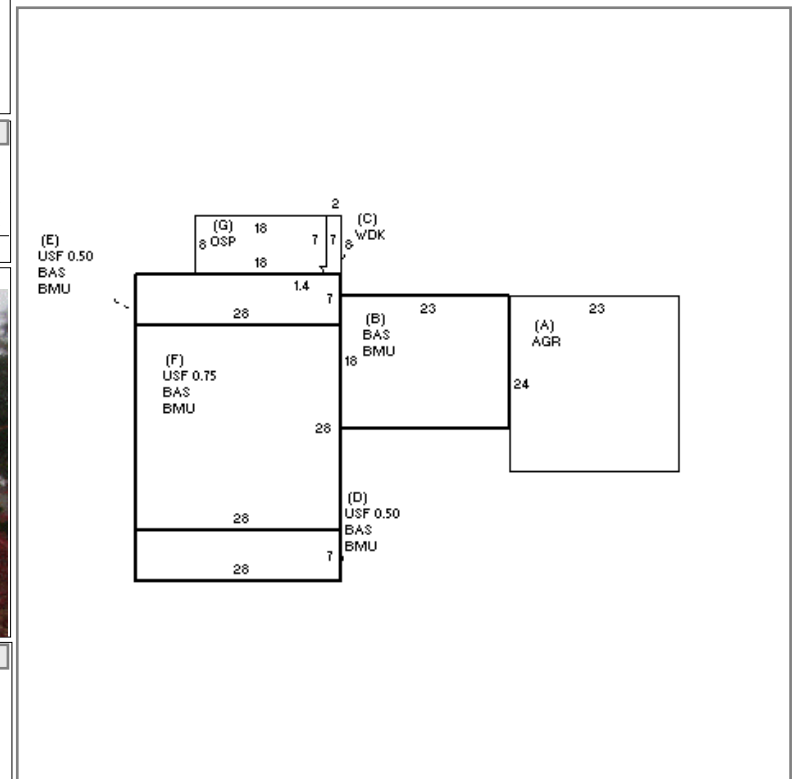 2
(G)
18
(C)
WDK
8
OSP
7
7
8
18
(E)
USF 0.50
BAS
BMU
1.4
7
28
23
23
(B)
BAS
BMU
(A)
AGR
18
(F)
USF 0.75
BAS
BMU
24
28
(D)
USF 0.50
BAS
BMU
28
7
28